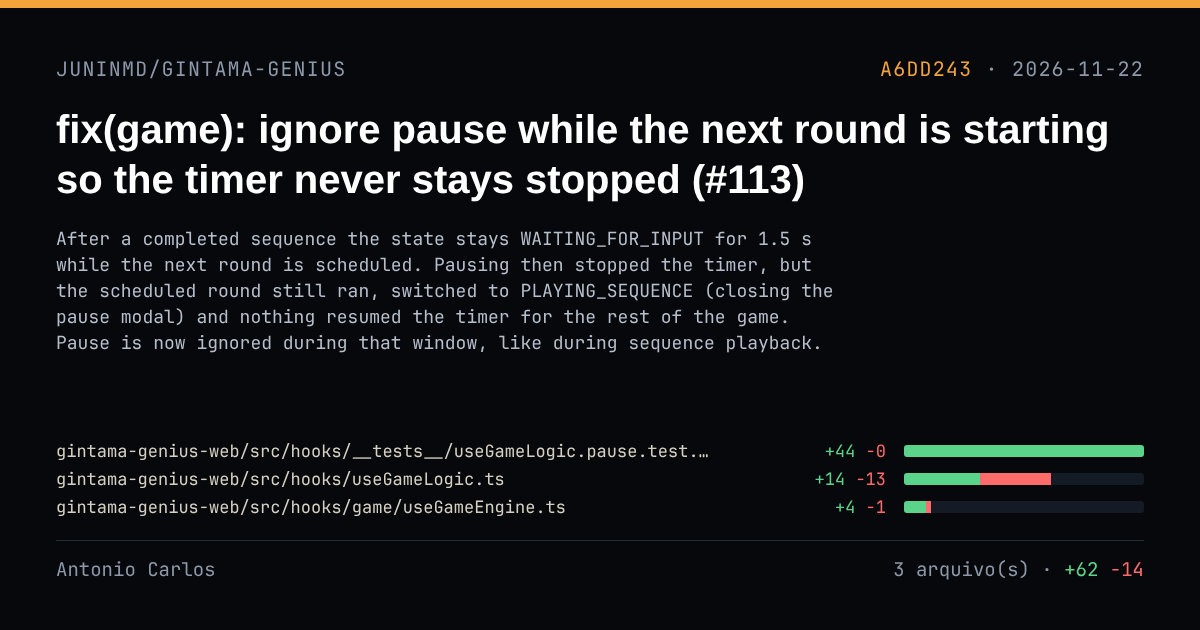 JUNINMD/GINTAMA-GENIUS
A6DD243 · 2026-11-22
fix(game): ignore pause while the next round is starting
so the timer never stays stopped (#113)
After a completed sequence the state stays WAITING_FOR_INPUT for 1.5 s
while the next round is scheduled. Pausing then stopped the timer, but
the scheduled round still ran, switched to PLAYING_SEQUENCE (closing the
pause modal) and nothing resumed the timer for the rest of the game.
Pause is now ignored during that window, like during sequence playback.
gintama-genius-web/src/hooks/__tests__/useGameLogic.pause.test.… +44 -0
gintama-genius-web/src/hooks/useGameLogic.ts +14 -13
gintama-genius-web/src/hooks/game/useGameEngine.ts +4 -1
Antonio Carlos
3 arquivo(s) · +62 -14